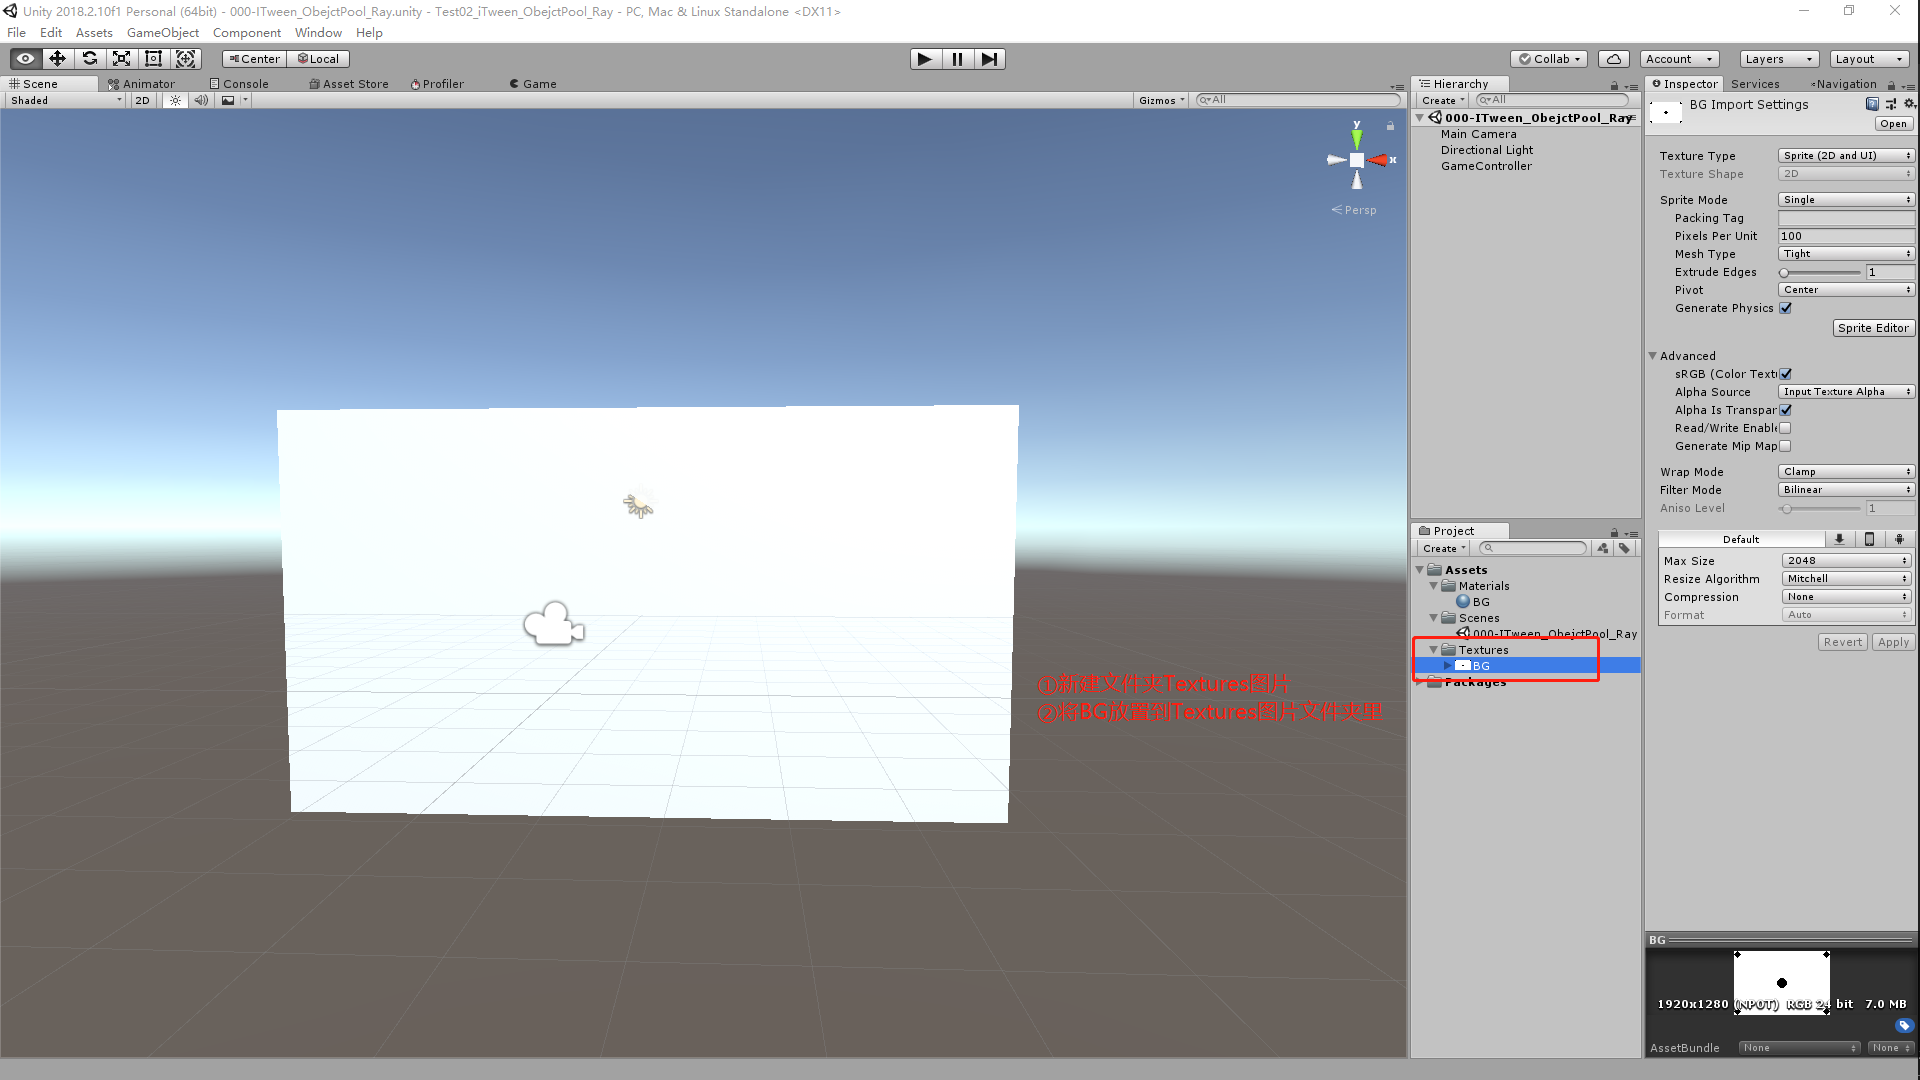 Unity 2018.2.10f1 Personal (64bit) - 000-ITween_ObejctPool_Ray.unity - Test02_iTween_ObejctPool_Ray - PC, Mac & Linux Standalone <DX11>
File Edit Assets GameObject Component Window Help
Center Local
Collab Account Layers Layout
Scene Animator Console Asset Store Profiler Game
Shaded 2D Gizmos All
y
x
Persp
①新建文件火Textures图片
②将BG放置到Textures图片文件火中
Hierarchy
Create All
000-ITween_ObejctPool_Ray
Main Camera
Directional Light
GameController
Project
Create
Assets
Materials
BG
Scenes
000-ITween_ObejctPool_Ray
Textures
BG
Packages
Inspector Services Navigation
BG Import Settings
Open
Texture Type Sprite (2D and UI)
Texture Shape 2D
Sprite Mode Single
Packing Tag
Pixels Per Unit 100
Mesh Type Tight
Extrude Edges 1
Pivot Center
Generate Physics
Sprite Editor
Advanced
sRGB (Color Textu
Alpha Source Input Texture Alpha
Alpha Is Transpar
Read/Write Enable
Generate Mip Map
Wrap Mode Clamp
Filter Mode Bilinear
Aniso Level 1
Default
Max Size 2048
Resize Algorithm Mitchell
Compression None
Format Auto
Revert Apply
BG
1920x1280 (NPOT) RGB 24 bit 7.0 MB
AssetBundle None None